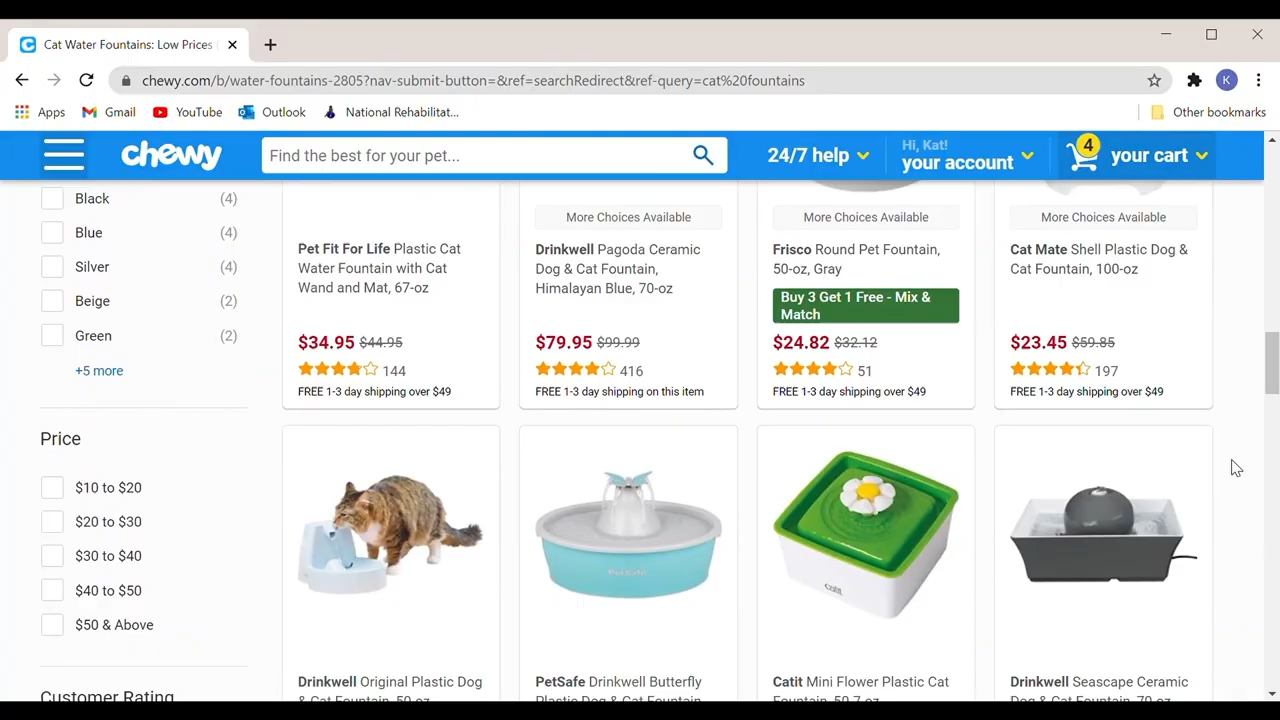 Cat Water Fountains: Low Prices
chewy.com/b/water-fountains-2805?nav-submit-button=&ref=searchRedirect&ref-query=cat%20fountains
K
Apps
Gmail
YouTube
Outlook
National Rehabilitat...
Other bookmarks
chewy
Find the best for your pet...
24/7 help
Hi, Kat!
your account
4
your cart
Black (4)
Blue (4)
Silver (4)
Beige (2)
Green (2)
+5 more
Price
$10 to $20
$20 to $30
$30 to $40
$40 to $50
$50 & Above
Customer Rating
Pet Fit For Life Plastic Cat
Water Fountain with Cat
Wand and Mat, 67-oz
$34.95 $44.95
144
FREE 1-3 day shipping over $49
More Choices Available
Drinkwell Pagoda Ceramic
Dog & Cat Fountain,
Himalayan Blue, 70-oz
$79.95 $99.99
416
FREE 1-3 day shipping on this item
More Choices Available
Frisco Round Pet Fountain,
50-oz, Gray
Buy 3 Get 1 Free - Mix &
Match
$24.82 $32.12
51
FREE 1-3 day shipping over $49
More Choices Available
Cat Mate Shell Plastic Dog &
Cat Fountain, 100-oz
$23.45 $59.85
197
FREE 1-3 day shipping over $49
Drinkwell Original Plastic Dog
& Cat Fountain, 50-oz
PetSafe
PetSafe Drinkwell Butterfly
Plastic Dog & Cat Fountain,
Catit
Catit Mini Flower Plastic Cat
Fountain, 50.7-oz
Drinkwell Seascape Ceramic
Dog & Cat Fountain, 70-oz